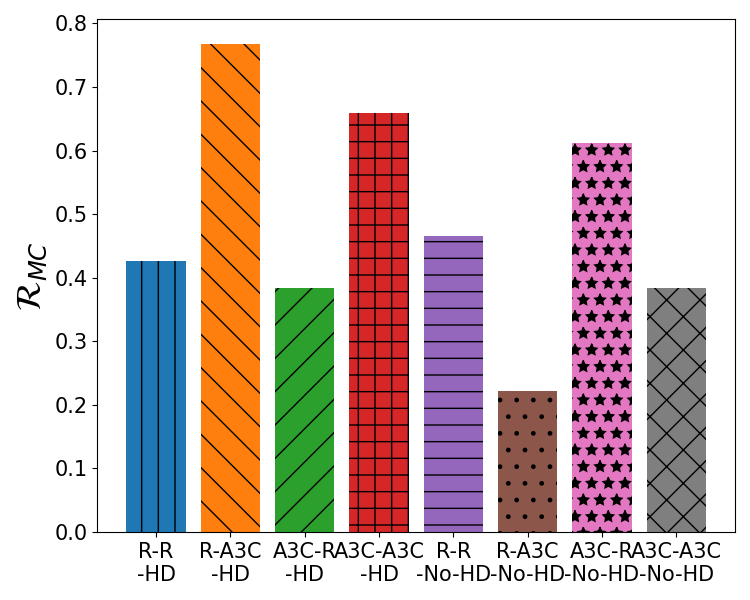 0.8
0.7
0.6
0.5
0.4
0.3
0.2
0.1
0.0
ℛ_MC
R-R -HD
R-A3C -HD
A3C-R -HD
A3C-A3C -HD
R-R -No-HD
R-A3C -No-HD
A3C-R -No-HD
A3C-A3C -No-HD